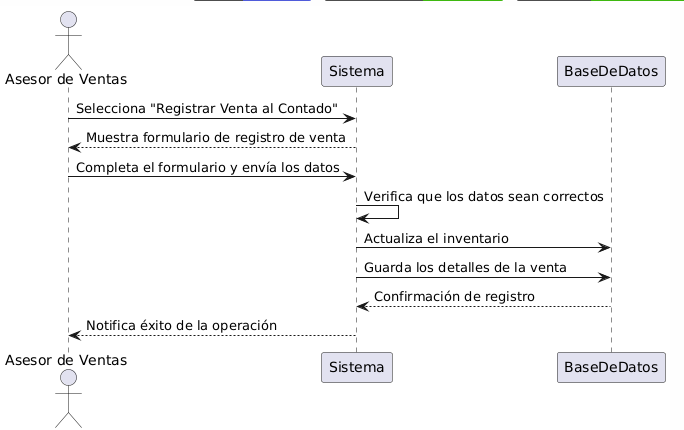 Asesor de Ventas
Sistema
BaseDeDatos
Selecciona "Registrar Venta al Contado"
Muestra formulario de registro de venta
Completa el formulario y envía los datos
Verifica que los datos sean correctos
Actualiza el inventario
Guarda los detalles de la venta
Confirmación de registro
Notifica éxito de la operación
Asesor de Ventas
Sistema
BaseDeDatos